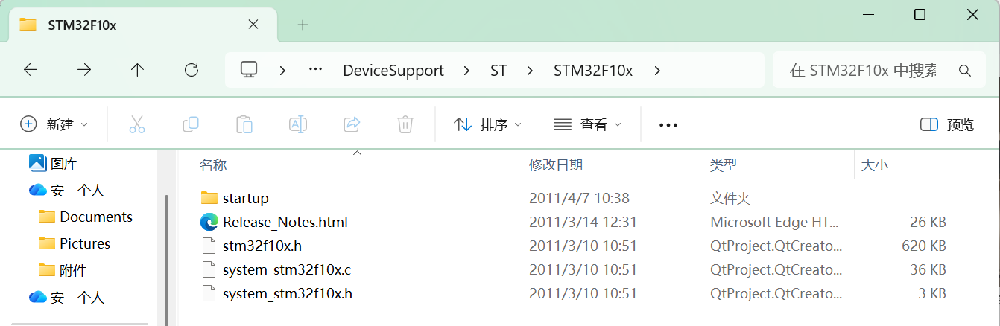 STM32F10x
DeviceSupport ST STM32F10x 在 STM32F10x 中搜索
新建 排序 查看 预览
名称 修改日期 类型 大小
图库
安 - 个人
Documents
Pictures
附件
安 - 个人
startup 2011/4/7 10:38 文件夹
Release_Notes.html 2011/3/14 12:31 Microsoft Edge HT... 26 KB
stm32f10x.h 2011/3/10 10:51 QtProject.QtCreato... 620 KB
system_stm32f10x.c 2011/3/10 10:51 QtProject.QtCreato... 36 KB
system_stm32f10x.h 2011/3/10 10:51 QtProject.QtCreato... 3 KB